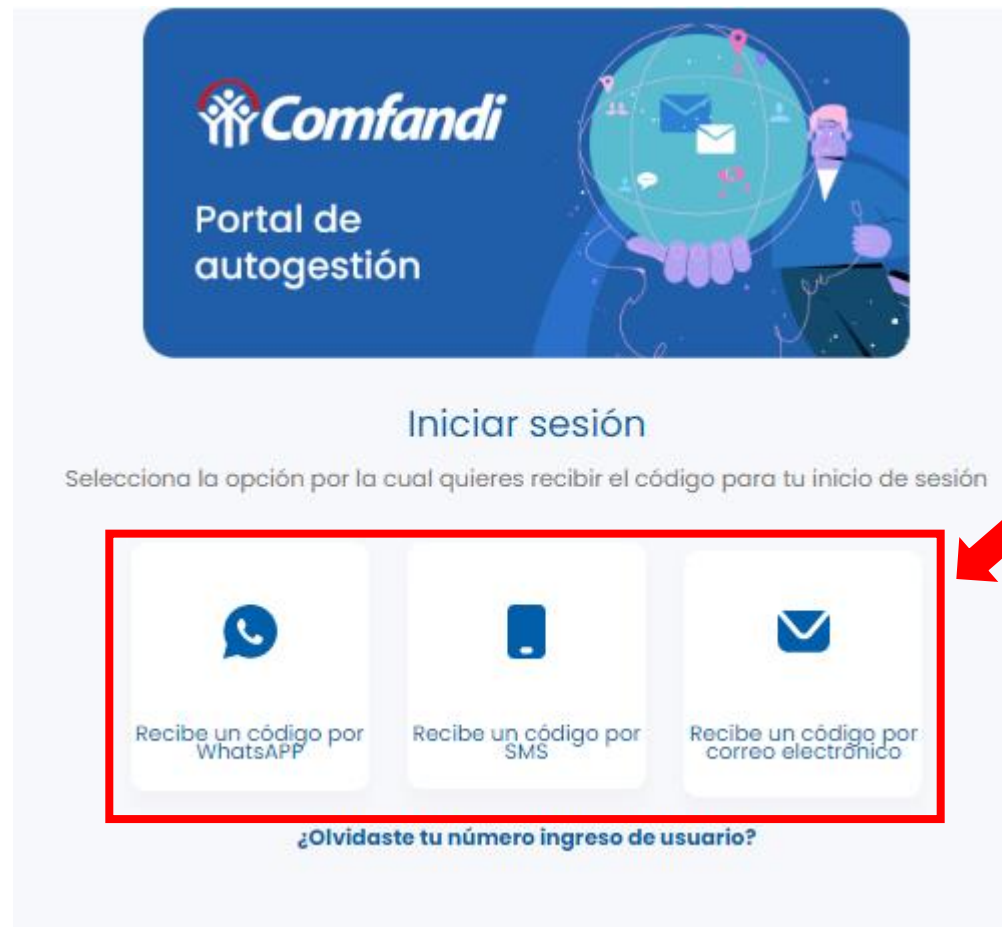 Comfandi
Portal de
autogestión
Iniciar sesión
Selecciona la opción por la cual quieres recibir el código para tu inicio de sesión
Recibe un código por
WhatsAPP
Recibe un código por
SMS
Recibe un código por
correo electrónico
¿Olvidaste tu número ingreso de usuario?